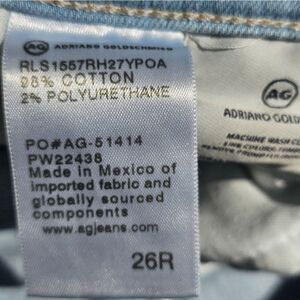 AG ADRIANO GOLDSCHMIED
RLS1557RH27YPOA
98% COTTON
2% POLYURETHANE
PO#AG-51414
PW22438
Made in Mexico of
imported fabric and
globally sourced
components
www.agjeans.com
26R
AG
ADRIANO GOLDS
MACHINE WASH CO